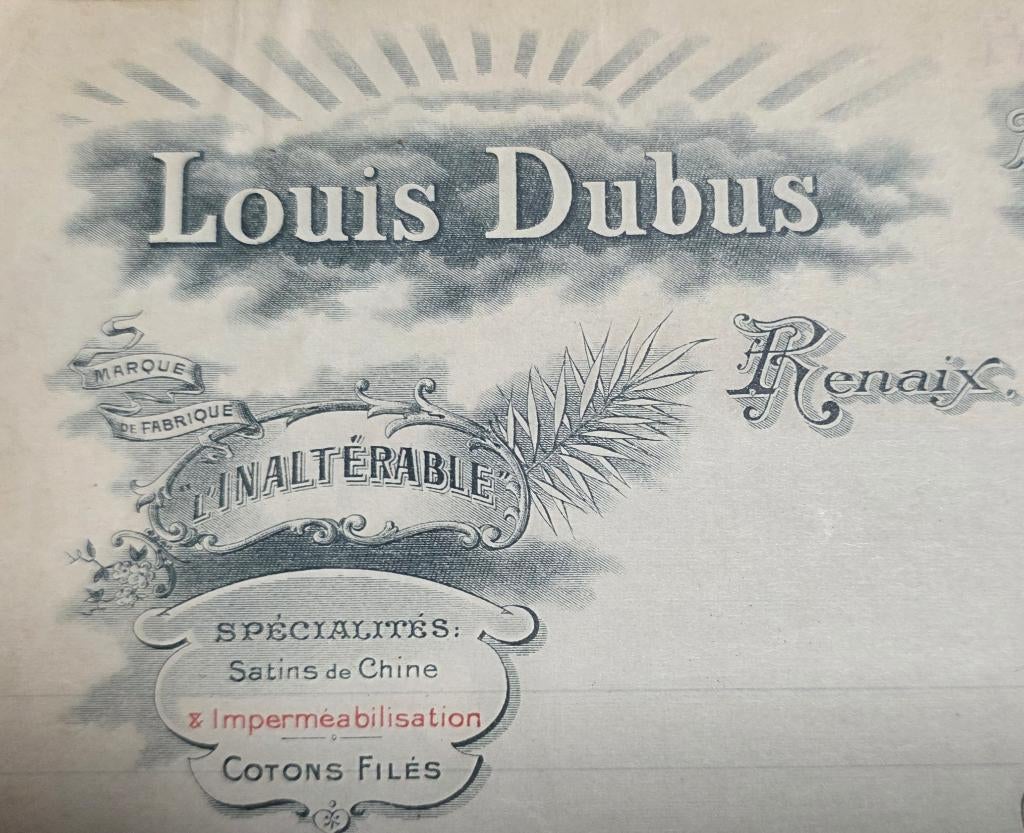 Louis Dubus
Renaix,
MARQUE
DE FABRIQUE
"L'INALTÉRABLE"
SPÉCIALITÉS:
Satins de Chine
& Imperméabilisation
COTONS FILÉS